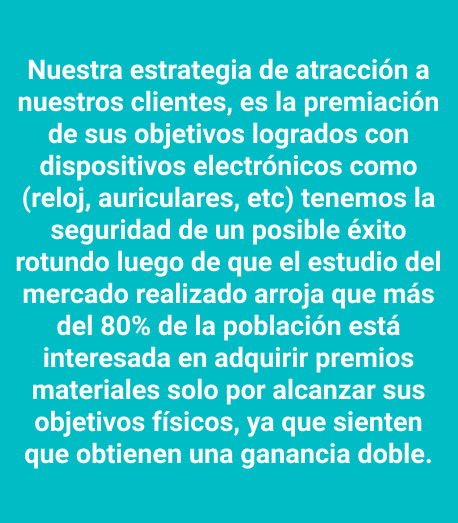 Nuestra estrategia de atracción a
nuestros clientes, es la premiación
de sus objetivos logrados con
dispositivos electrónicos como
(reloj, auriculares, etc) tenemos la
seguridad de un posible éxito
rotundo luego de que el estudio del
mercado realizado arroja que más
del 80% de la población está
interesada en adquirir premios
materiales solo por alcanzar sus
objetivos físicos, ya que sienten
que obtienen una ganancia doble.